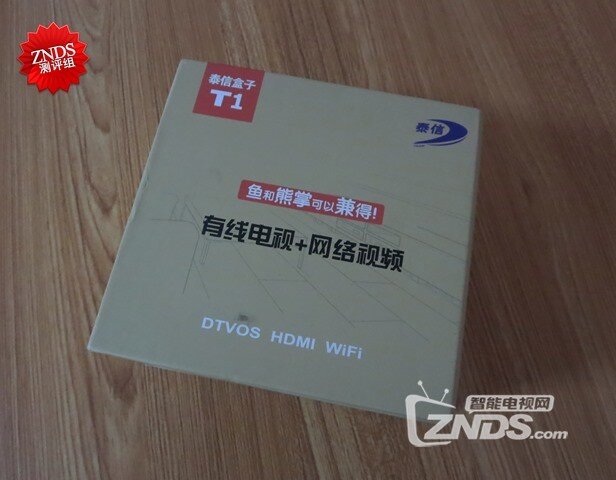 ZNDS
测评组
泰信盒子
T1
泰信
鱼和熊掌可以兼得!
有线电视+网络视频
DTVOS HDMI WiFi
智能电视网
ZNDS.com